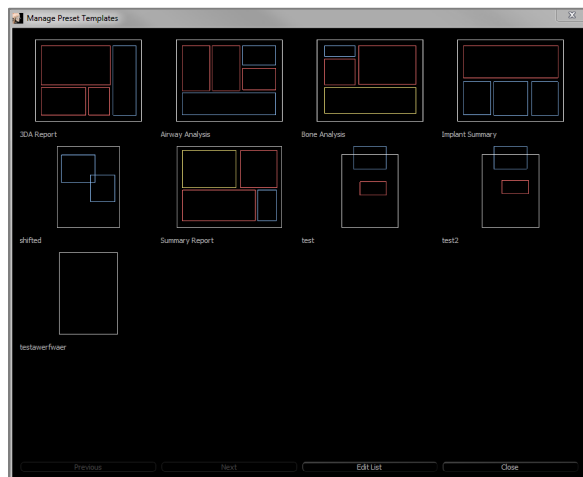 Manage Preset Templates
3DA Report
Airway Analysis
Bone Analysis
Implant Summary
shifted
Summary Report
test
test2
testawerfwaer
Previous
Next
Edit List
Close